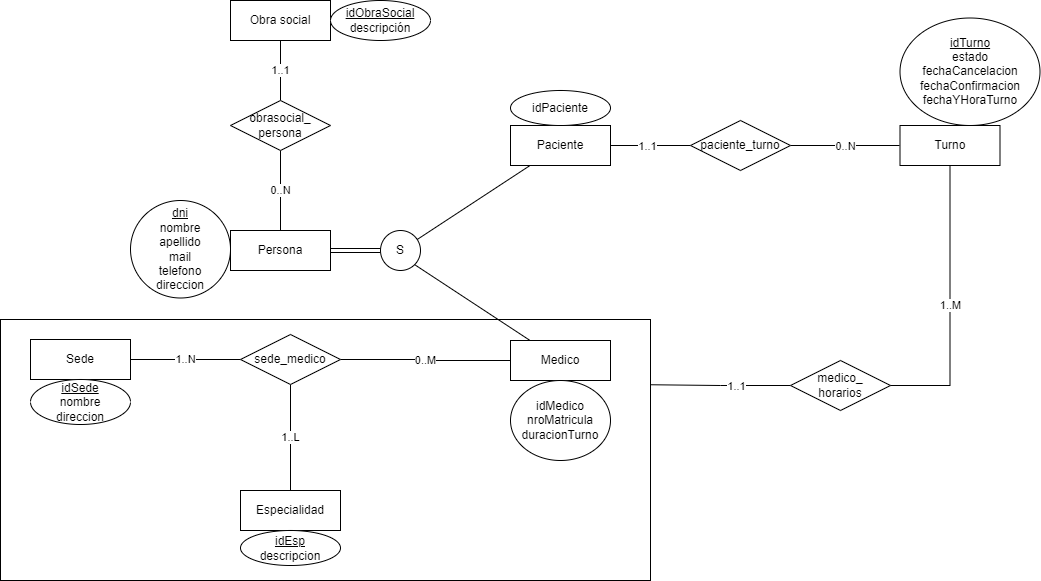 Obra social
idObraSocial
descripción
1..1
obrasocial_
persona
0..N
dni
nombre
apellido
mail
telefono
direccion
Persona
S
idPaciente
Paciente
1..1
paciente_turno
0..N
idTurno
estado
fechaCancelacion
fechaConfirmacion
fechaYHoraTurno
Turno
1..M
Sede
idSede
nombre
direccion
1..N
sede_medico
0..M
Medico
idMedico
nroMatricula
duracionTurno
1..1
medico_
horarios
1..L
Especialidad
idEsp
descripcion